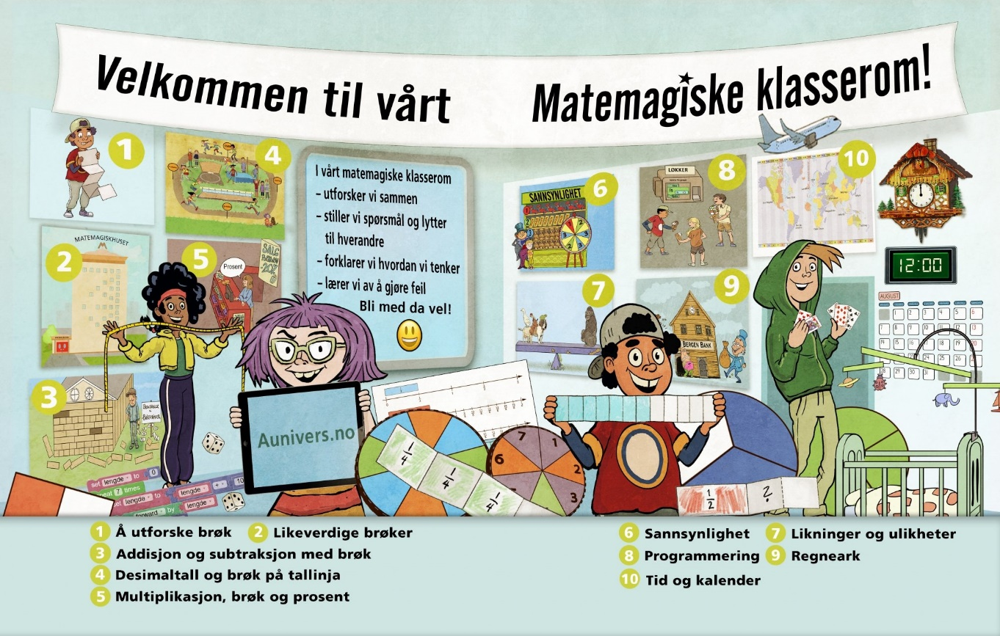 Velkommen til vårt Matemagiske klasserom!
1
4
2
MATEMAGISKHUSET
5
Prosent
SALG
3
I vårt matemagiske klasserom
– utforsker vi sammen
– stiller vi spørsmål og lytter
til hverandre
– forklarer vi hvordan vi tenker
– lærer vi av å gjøre feil
Bli med da vel!
6
SANNSYNLIGHET
8
LØKKER
10
7
9
BERGEN BANK
12:00
AUGUST
1 2 3 4 5 6
Aunivers.no
1/4
1/4
1/4
7
1
6
2
3
1/2
?
set lengde to 0
repeat 7 times
set lengde to lengde + 10
forward by lengde
1 Å utforske brøk
2 Likeverdige brøker
3 Addisjon og subtraksjon med brøk
4 Desimaltall og brøk på tallinja
5 Multiplikasjon, brøk og prosent
6 Sannsynlighet
7 Likninger og ulikheter
8 Programmering
9 Regneark
10 Tid og kalender